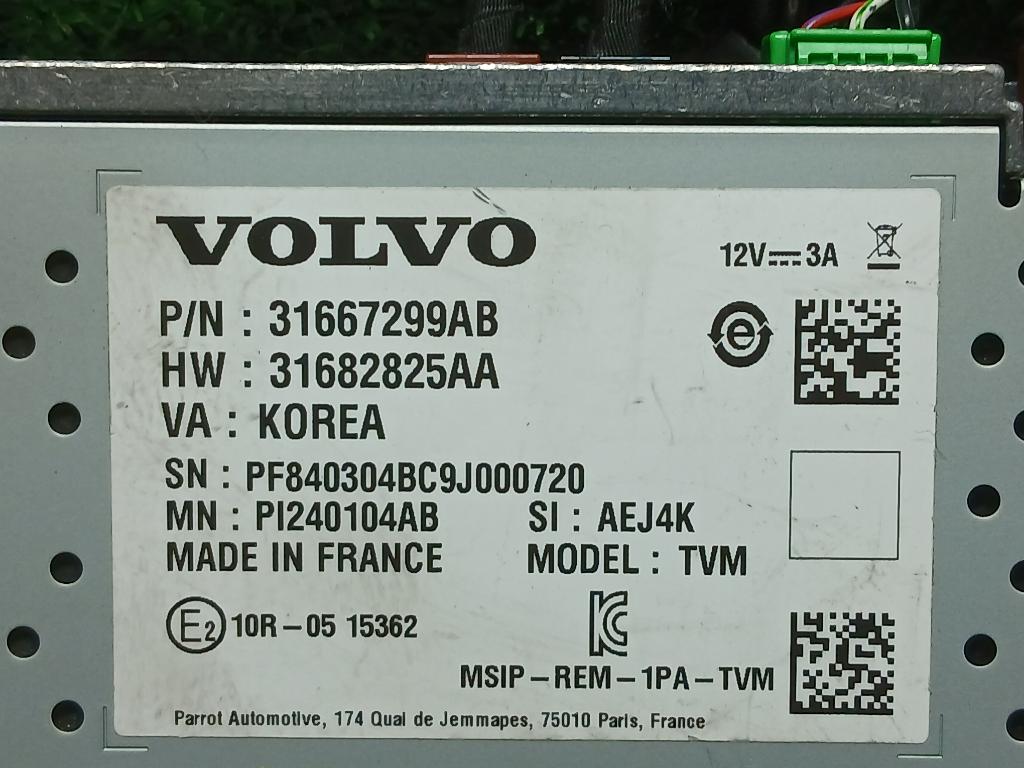 VOLVO
12V 3A
P/N : 31667299AB
HW : 31682825AA
VA : KOREA
SN : PF840304BC9J000720
MN : PI240104AB SI : AEJ4K
MADE IN FRANCE MODEL : TVM
E2 10R-05 15362
MSIP-REM-1PA-TVM
Parrot Automotive, 174 Quai de Jemmapes, 75010 Paris, France